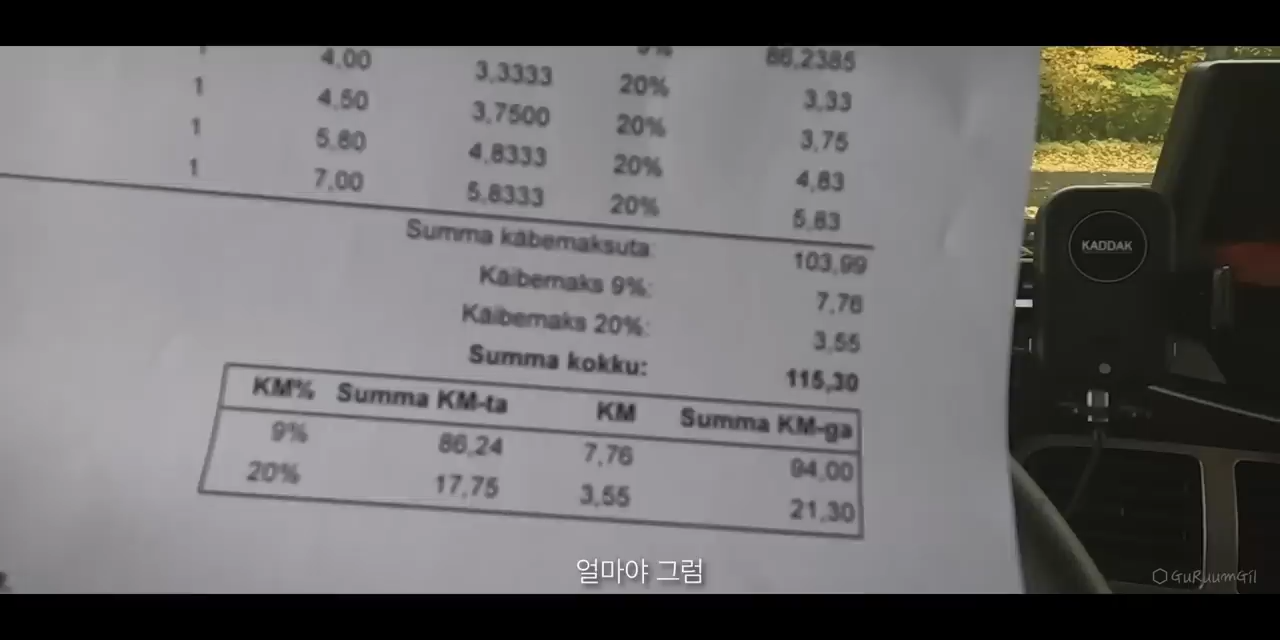 9% 86,2385
1 4,00 3,3333 20% 3,33
1 4,50 3,7500 20% 3,75
1 5,80 4,8333 20% 4,83
1 7,00 5,8333 20% 5,83
Summa käbemaksuta: 103,99
Käibemaks 9%: 7,76
Käibemaks 20%: 3,55
Summa kokku: 115,30
KM% Summa KM-ta KM Summa KM-ga
9% 86,24 7,76 94,00
20% 17,75 3,55 21,30
KADDAK
얼마야 그럼
GuRuumGil